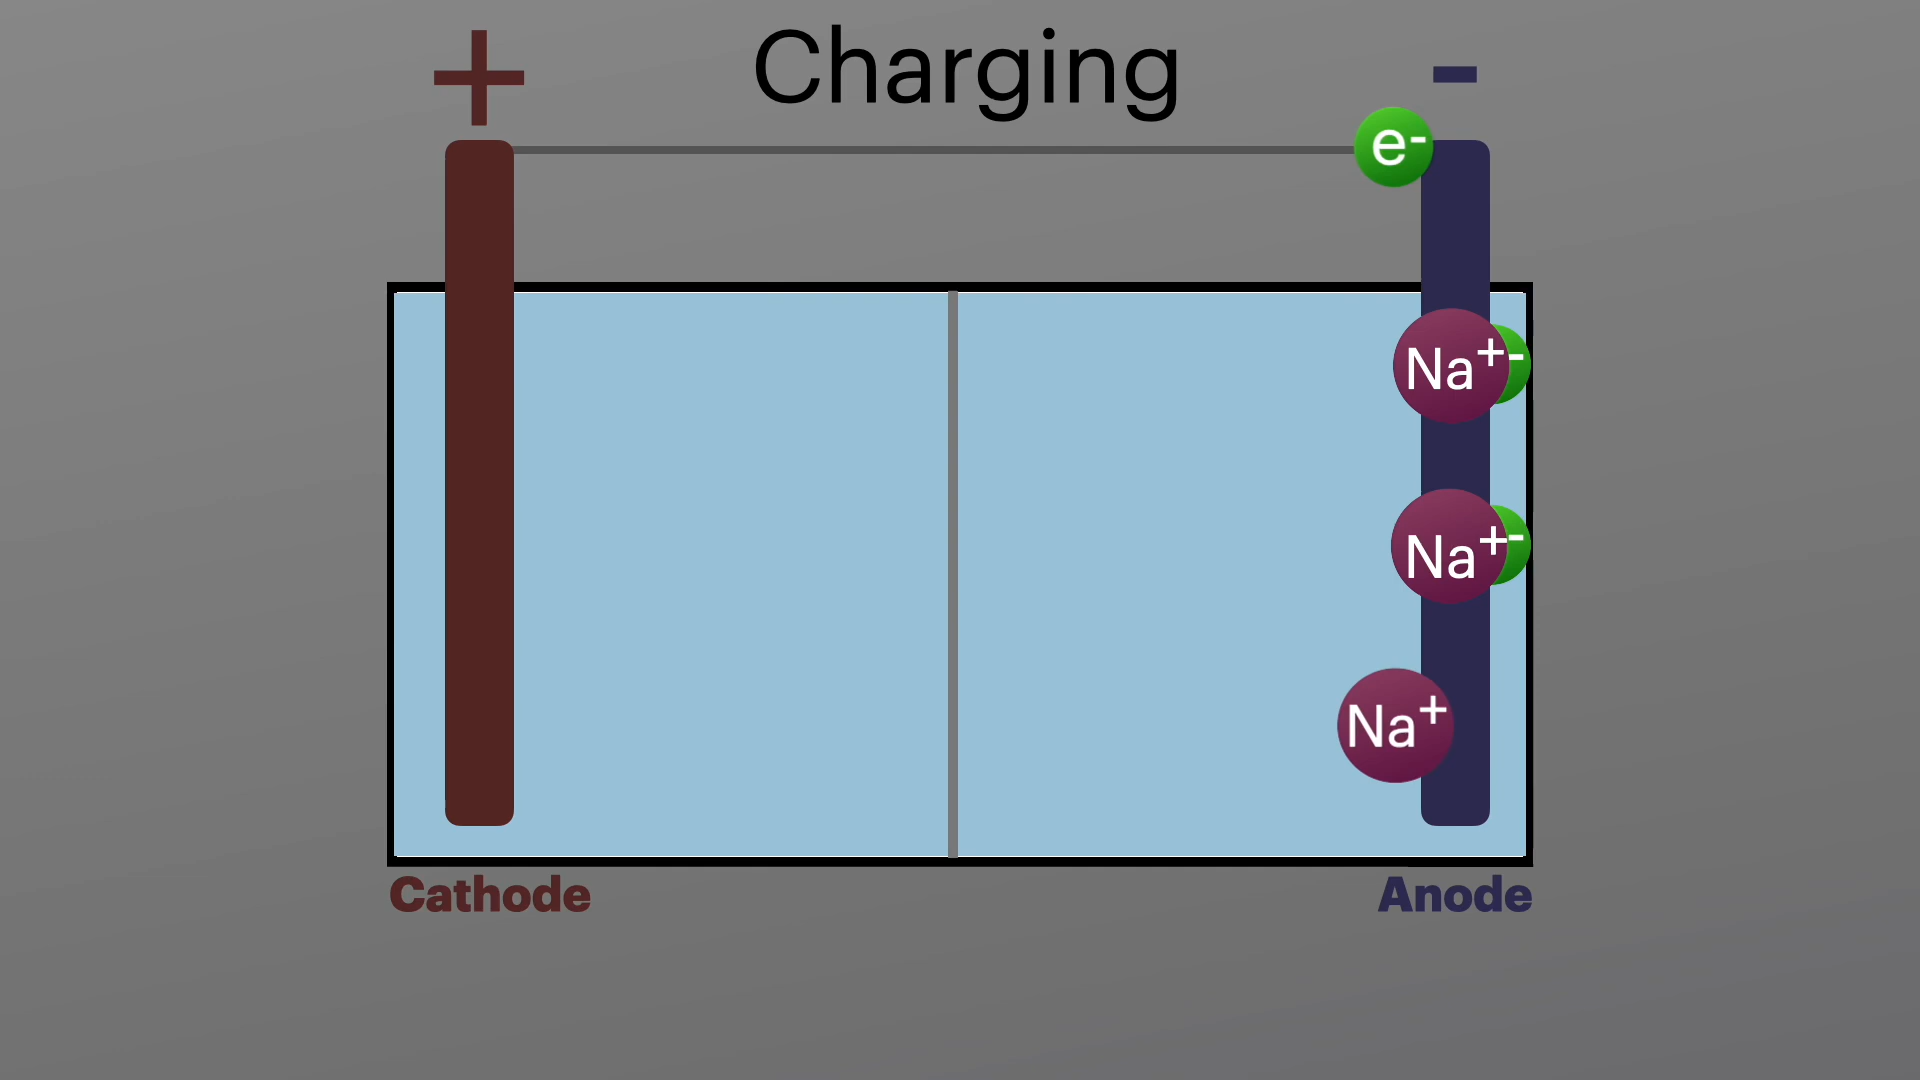 + Charging -
e-
Na+ -
Na+ -
Na+
Cathode Anode